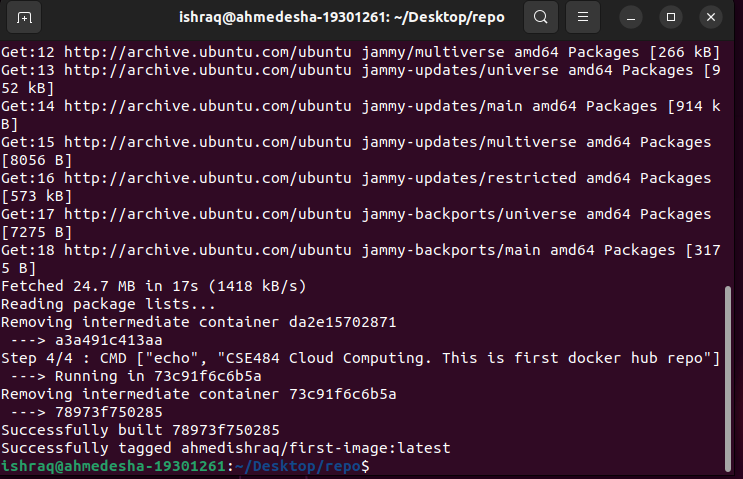 ishraq@ahmedesha-19301261: ~/Desktop/repo
Get:12 http://archive.ubuntu.com/ubuntu jammy/multiverse amd64 Packages [266 kB]
Get:13 http://archive.ubuntu.com/ubuntu jammy-updates/universe amd64 Packages [9
52 kB]
Get:14 http://archive.ubuntu.com/ubuntu jammy-updates/main amd64 Packages [914 k
B]
Get:15 http://archive.ubuntu.com/ubuntu jammy-updates/multiverse amd64 Packages
[8056 B]
Get:16 http://archive.ubuntu.com/ubuntu jammy-updates/restricted amd64 Packages
[573 kB]
Get:17 http://archive.ubuntu.com/ubuntu jammy-backports/universe amd64 Packages
[7275 B]
Get:18 http://archive.ubuntu.com/ubuntu jammy-backports/main amd64 Packages [317
5 B]
Fetched 24.7 MB in 17s (1418 kB/s)
Reading package lists...
Removing intermediate container da2e15702871
 ---> a3a491c413aa
Step 4/4 : CMD ["echo", "CSE484 Cloud Computing. This is first docker hub repo"]
 ---> Running in 73c91f6c6b5a
Removing intermediate container 73c91f6c6b5a
 ---> 78973f750285
Successfully built 78973f750285
Successfully tagged ahmedishraq/first-image:latest
ishraq@ahmedesha-19301261:~/Desktop/repo$